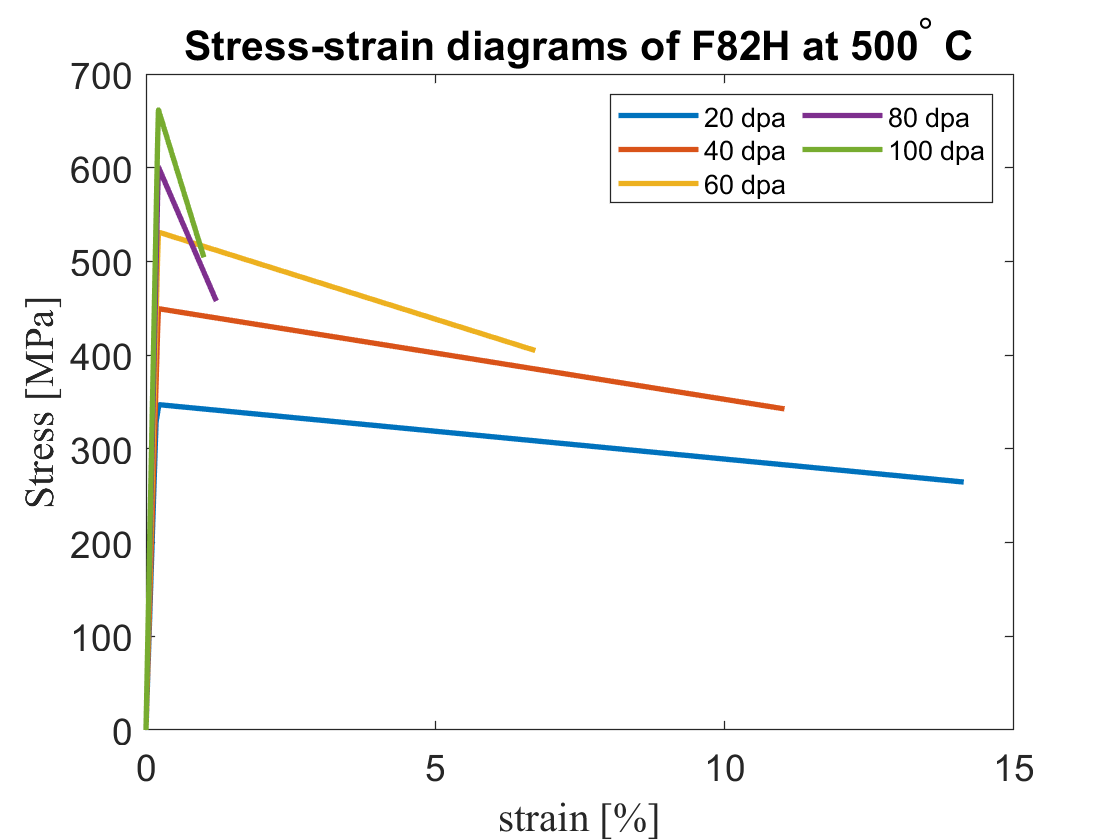 Stress-strain diagrams of F82H at 500° C
700
600
500
400
300
200
100
0
Stress [MPa]
20 dpa
40 dpa
60 dpa
80 dpa
100 dpa
0 5 10 15
strain [%]